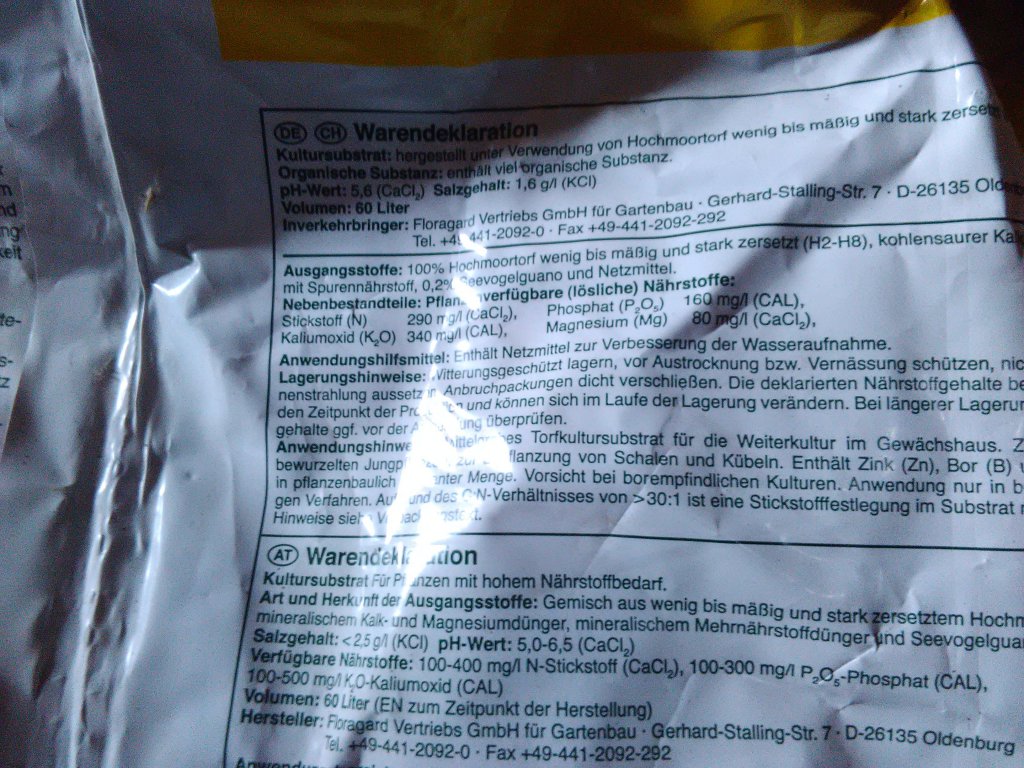 DE CH Warendeklaration
Kultursubstrat: hergestellt unter Verwendung von Hochmoortorf wenig bis mäßig und stark
Organische Substanz: enthält viel organische Substanz.
pH-Wert: 5,6 (CaCl₂) Salzgehalt: 1,6 g/l (KCl)
Volumen: 60 Liter
Inverkehrbringer: Floragard Vertriebs GmbH für Gartenbau · Gerhard-Stalling-Str. 7 · D-26135
Tel. +49-441-2092-0 · Fax +49-441-2092-292
Ausgangsstoffe: 100% Hochmoortorf wenig bis mäßig und stark zersetzt (H2-H8), kohlensaurer
mit Spurennährstoff, 0,2% Seevogelguano und Netzmittel.
Nebenbestandteile: verfügbare (lösliche) Nährstoffe:
Stickstoff (N) 290 mg/l (CaCl₂), Phosphat (P₂O₅) 160 mg/l (CAL),
Kaliumoxid (K₂O) 340 mg/l (CAL), Magnesium (Mg) 80 mg/l (CaCl₂),
Anwendungshilfsmittel: Enthält Netzmittel zur Verbesserung der Wasseraufnahme.
Lagerungshinweise: Witterungsgeschützt lagern, vor Austrocknung bzw. Vernässung schützen,
nenstrahlung Anbruchpackungen dicht verschließen. Die deklarierten Nährstoffgehalte
den Zeitpunkt der und können sich im Laufe der Lagerung verändern. Bei längerer
gehalte ggf. vor der überprüfen.
Torfkultursubstrat für die Weiterkultur im Gewächshaus.
bewurzelten von Schalen und Kübeln. Enthält Zink (Zn), Bor (B)
in pflanzenbaulich Menge. Vorsicht bei borempfindlichen Kulturen. Anwendung nur in
gen Verfahren. des C:N-Verhältnisses von >30:1 ist eine Stickstofffestlegung im Substrat
Hinweise
AT Warendeklaration
Kultursubstrat Für Pflanzen mit hohem Nährstoffbedarf.
Art und Herkunft der Ausgangsstoffe: Gemisch aus wenig bis mäßig und stark zersetztem
mineralischem Kalk- und Magnesiumdünger, mineralischem Mehrnährstoffdünger und
Salzgehalt: <2,5 g/l (KCl) pH-Wert: 5,0-6,5 (CaCl₂)
Verfügbare Nährstoffe: 100-400 mg/l N-Stickstoff (CaCl₂), 100-300 mg/l P₂O₅-Phosphat (CAL),
100-500 mg/l K₂O-Kaliumoxid (CAL)
Volumen: 60 Liter (EN zum Zeitpunkt der Herstellung)
Hersteller: Floragard Vertriebs GmbH für Gartenbau · Gerhard-Stalling-Str. 7 · D-26135 Oldenburg
Tel. +49-441-2092-0 · Fax +49-441-2092-292